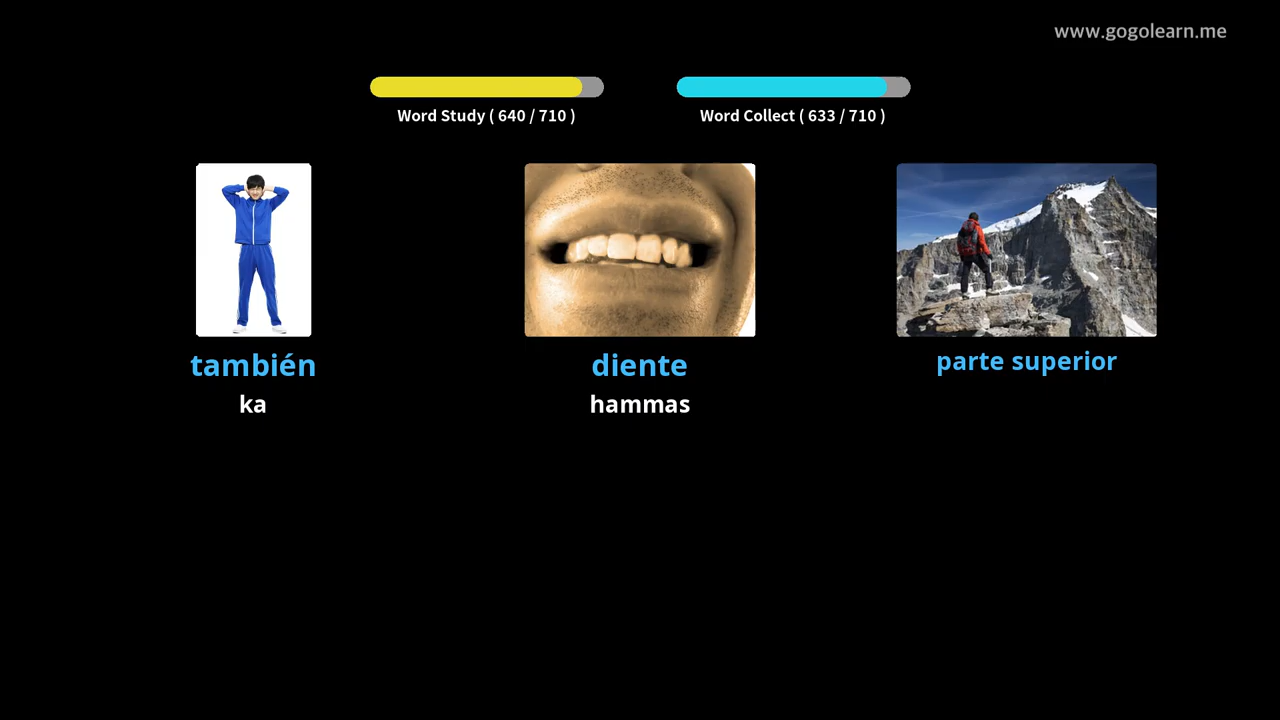 www.gogolearn.me
Word Study ( 640 / 710 )
Word Collect ( 633 / 710 )
también
ka
diente
hammas
parte superior